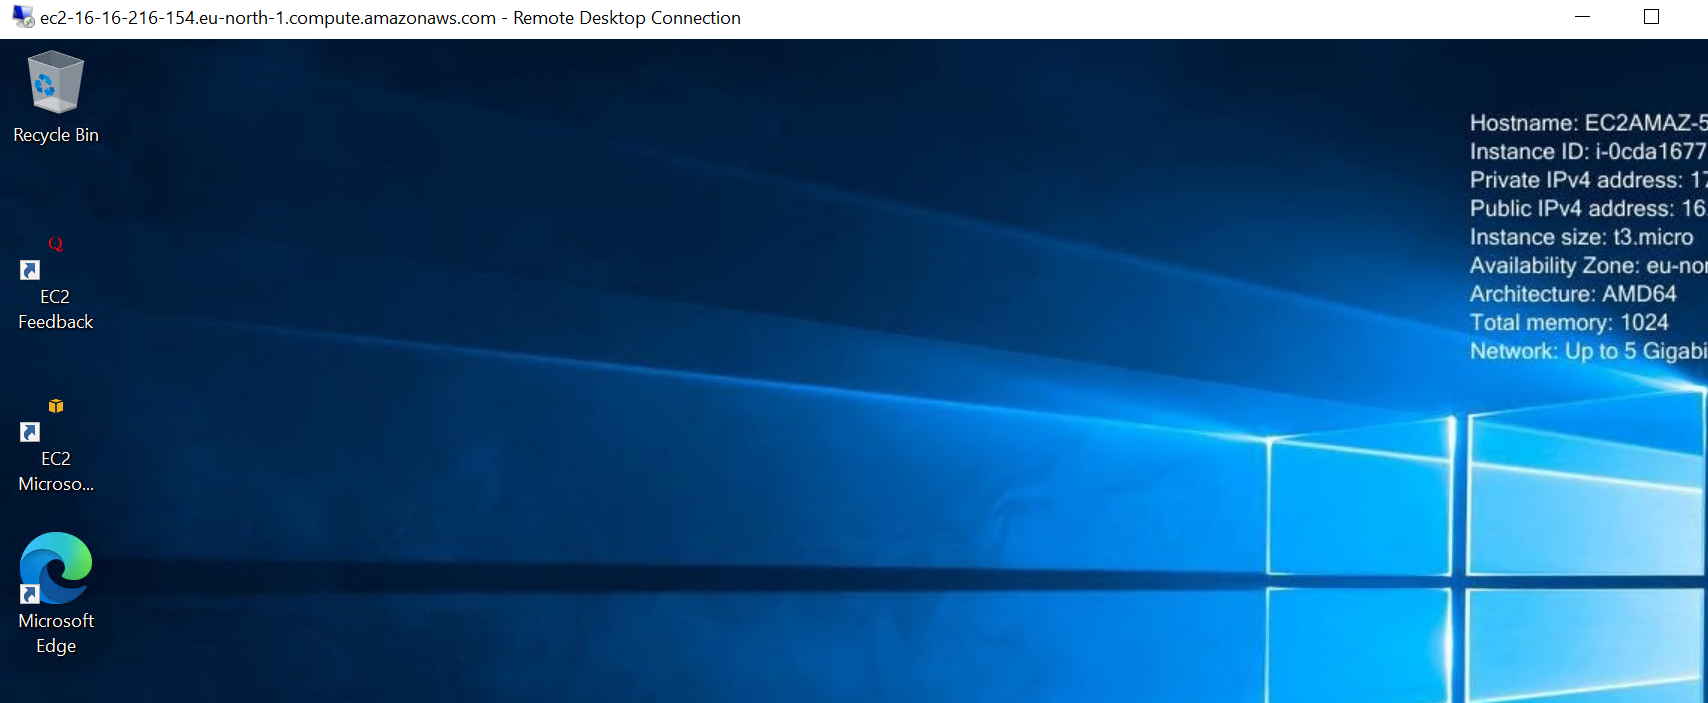 ec2-16-16-216-154.eu-north-1.compute.amazonaws.com - Remote Desktop Connection
Recycle Bin
EC2
Feedback
EC2
Microso...
Microsoft
Edge
Hostname: EC2AMAZ-5
Instance ID: i-0cda1677
Private IPv4 address: 17
Public IPv4 address: 16.
Instance size: t3.micro
Availability Zone: eu-nor
Architecture: AMD64
Total memory: 1024
Network: Up to 5 Gigabi